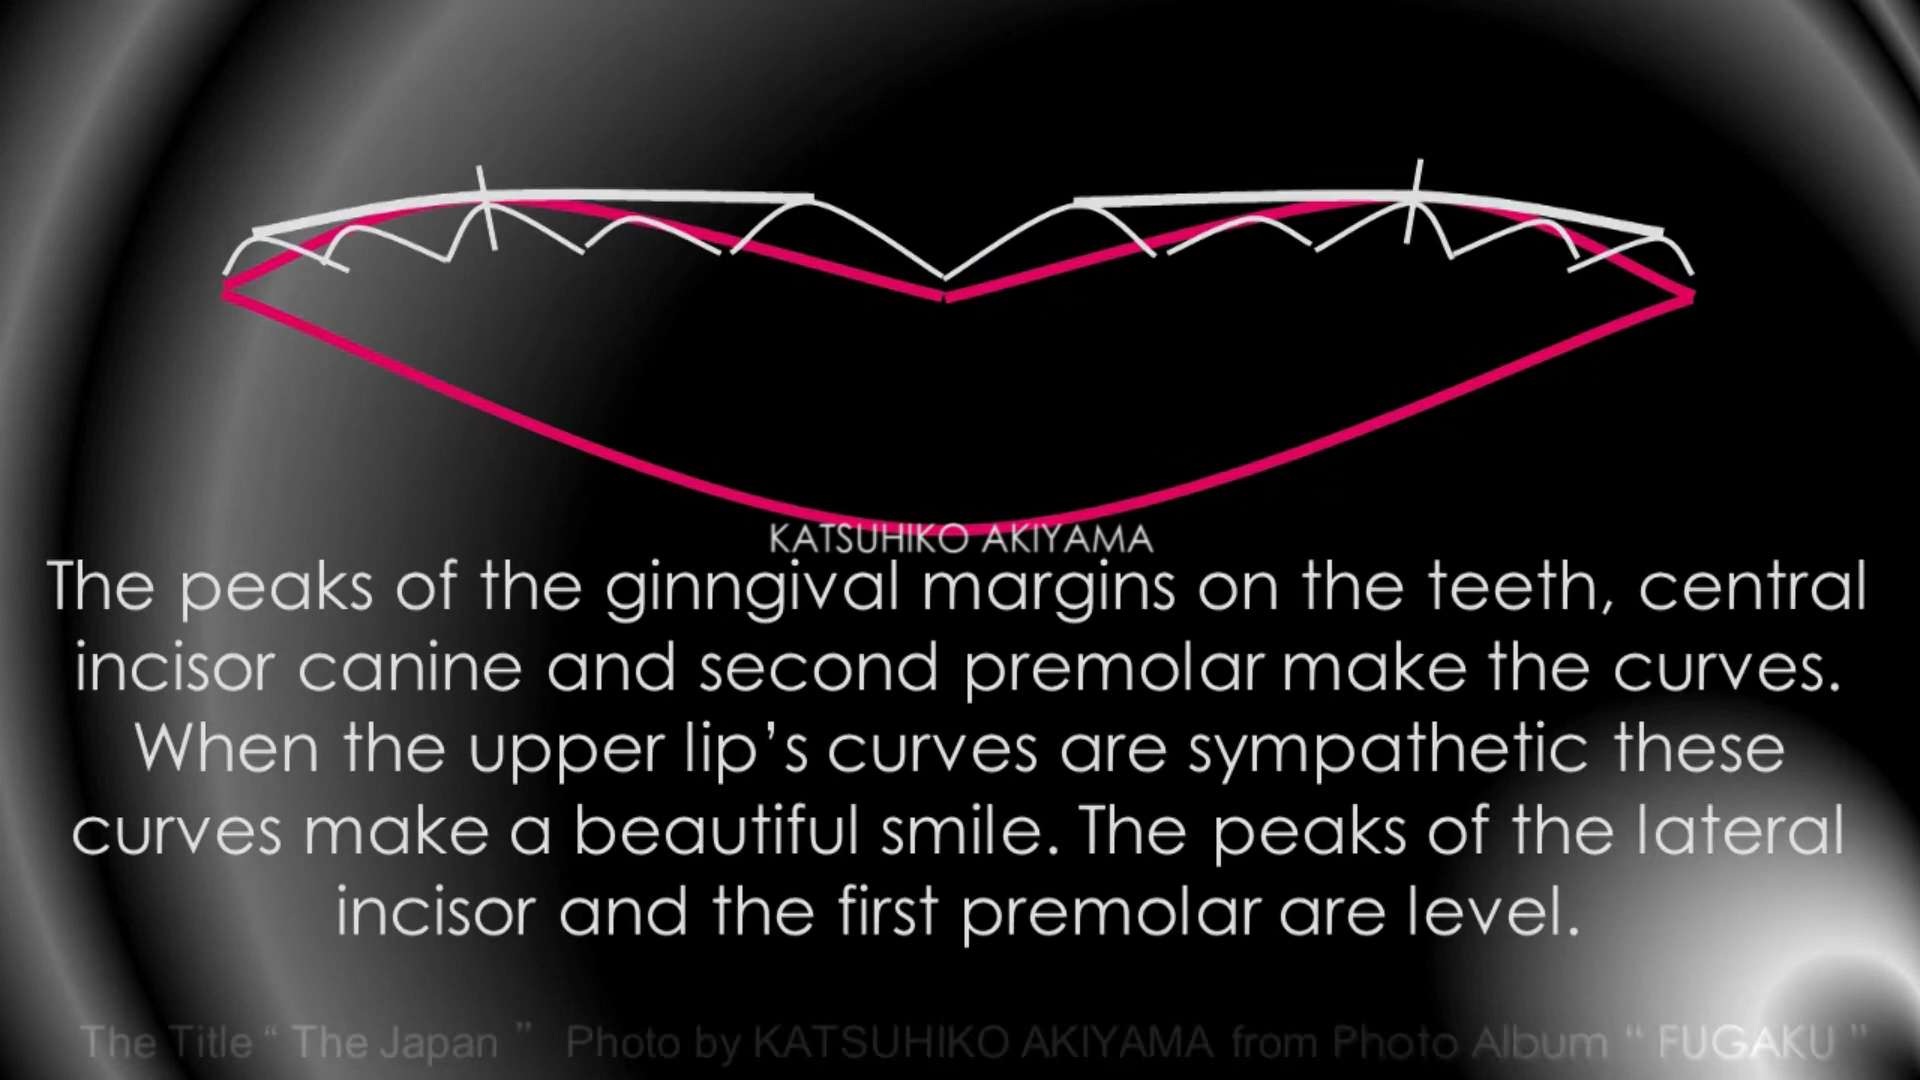 KATSUHIKO AKIYAMA
The peaks of the ginngival margins on the teeth, central
incisor canine and second premolar make the curves.
When the upper lip’s curves are sympathetic these
curves make a beautiful smile. The peaks of the lateral
incisor and the first premolar are level.
The Title “ The Japan ” Photo by KATSUHIKO AKIYAMA from Photo Album “ FUGAKU ”